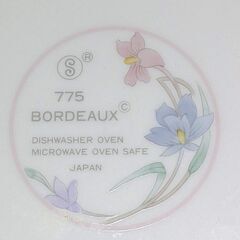 S ®
775
BORDEAUX ©
DISHWASHER OVEN
MICROWAVE OVEN SAFE
JAPAN